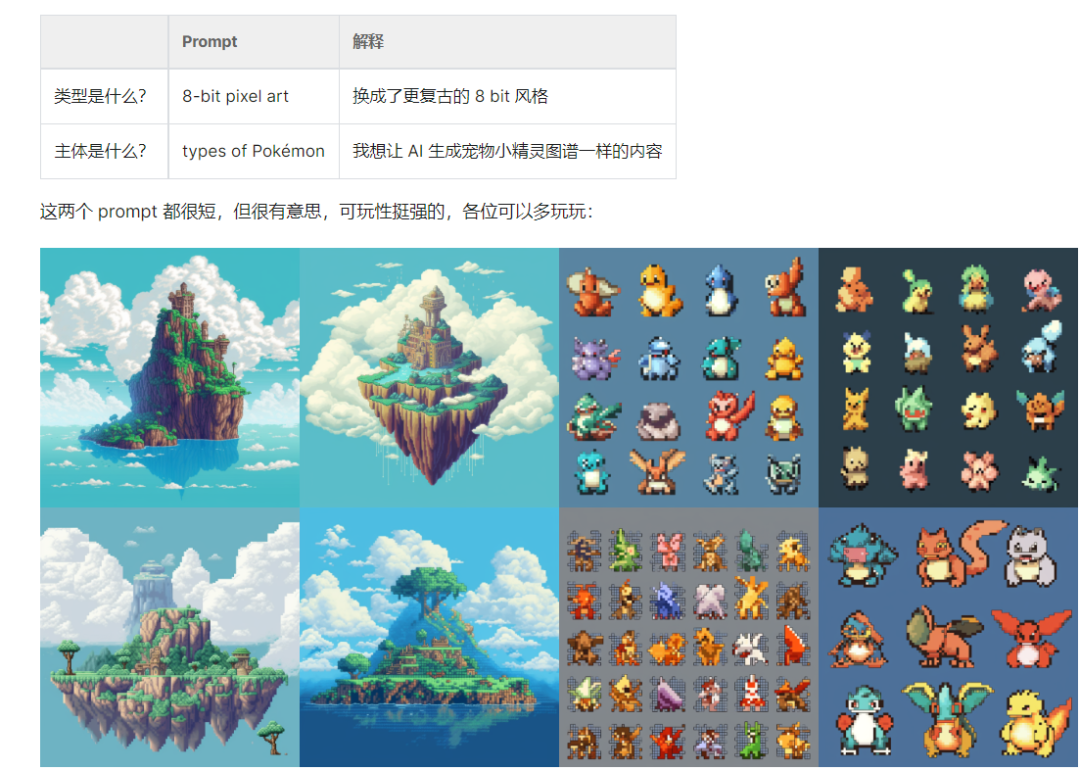 Prompt 解释
类型是什么？ 8-bit pixel art 换成了更复古的 8 bit 风格
主体是什么？ types of Pokémon 我想让 AI 生成宠物小精灵图谱一样的内容
这两个 prompt 都很短，但很有意思，可玩性挺强的，各位可以多玩玩：